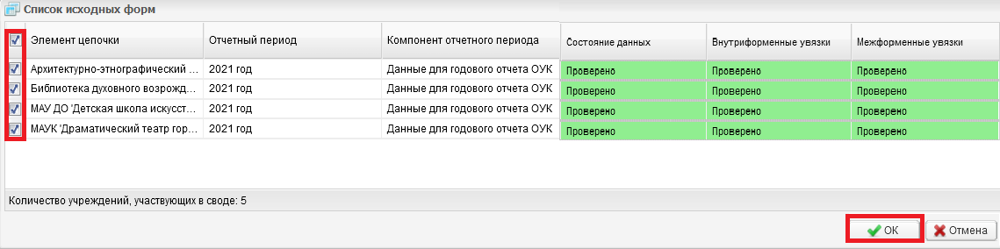 Список исходных форм
Элемент цепочки Отчетный период Компонент отчетного периода Состояние данных Внутриформенные увязки Межформенные увязки
Архитектурно-этнографический ... 2021 год Данные для годового отчета ОУК Проверено Проверено Проверено
Библиотека духовного возрожд... 2021 год Данные для годового отчета ОУК Проверено Проверено Проверено
МАУ ДО 'Детская школа искусст... 2021 год Данные для годового отчета ОУК Проверено Проверено Проверено
МАУК 'Драматический театр гор... 2021 год Данные для годового отчета ОУК Проверено Проверено Проверено
Количество учреждений, участвующих в своде: 5
ОК Отмена